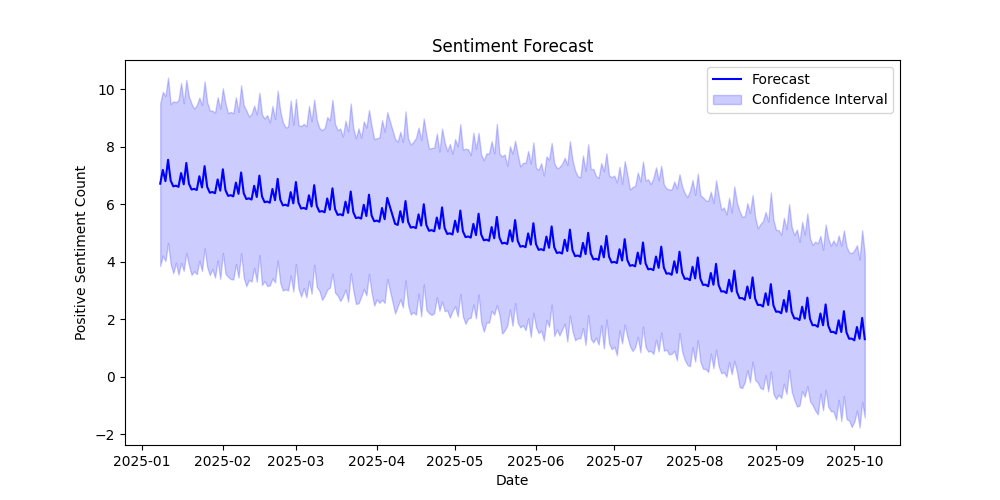 Sentiment Forecast
Forecast
Confidence Interval
Positive Sentiment Count
10
8
6
4
2
0
−2
2025-01 2025-02 2025-03 2025-04 2025-05 2025-06 2025-07 2025-08 2025-09 2025-10
Date